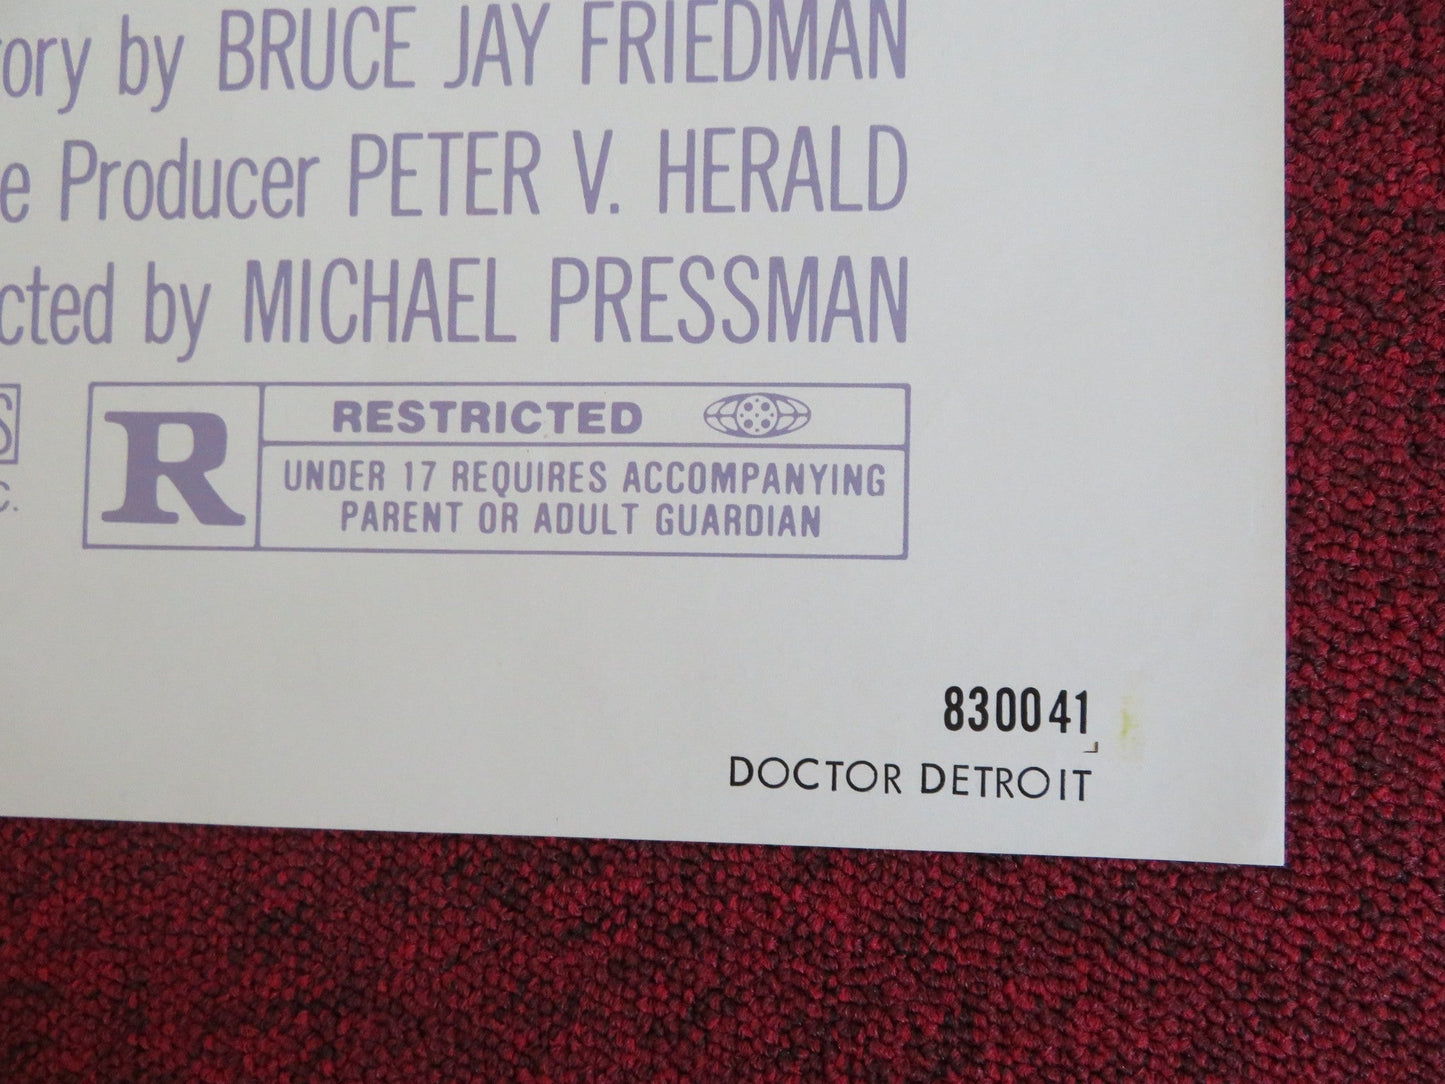 ory by BRUCE JAY FRIEDMAN
e Producer PETER V. HERALD
cted by MICHAEL PRESSMAN
S
C.
R
RESTRICTED
UNDER 17 REQUIRES ACCOMPANYING
PARENT OR ADULT GUARDIAN
830041
DOCTOR DETROIT